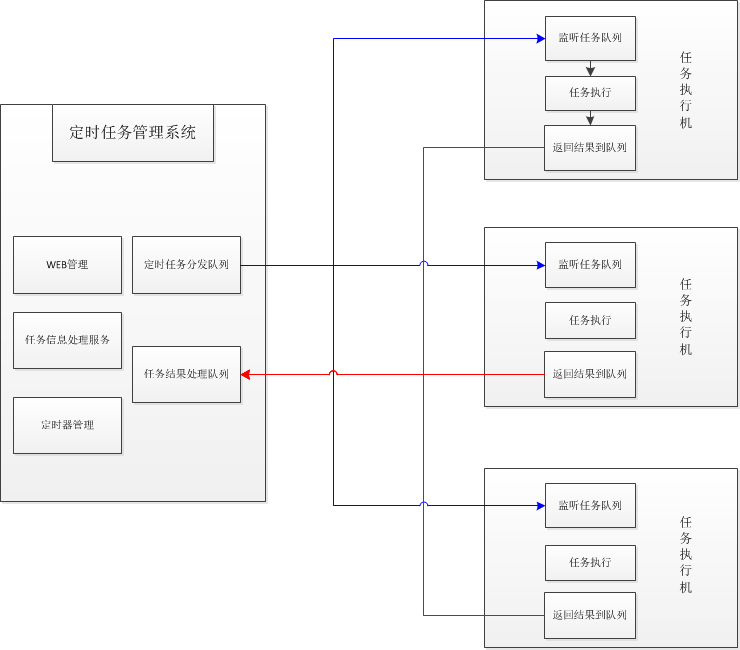 定时任务管理系统
WEB管理
定时任务分发队列
任务信息处理服务
任务结果处理队列
定时器管理
监听任务队列
任务执行
返回结果到队列
任务执行机
监听任务队列
任务执行
返回结果到队列
任务执行机
监听任务队列
任务执行
返回结果到队列
任务执行机